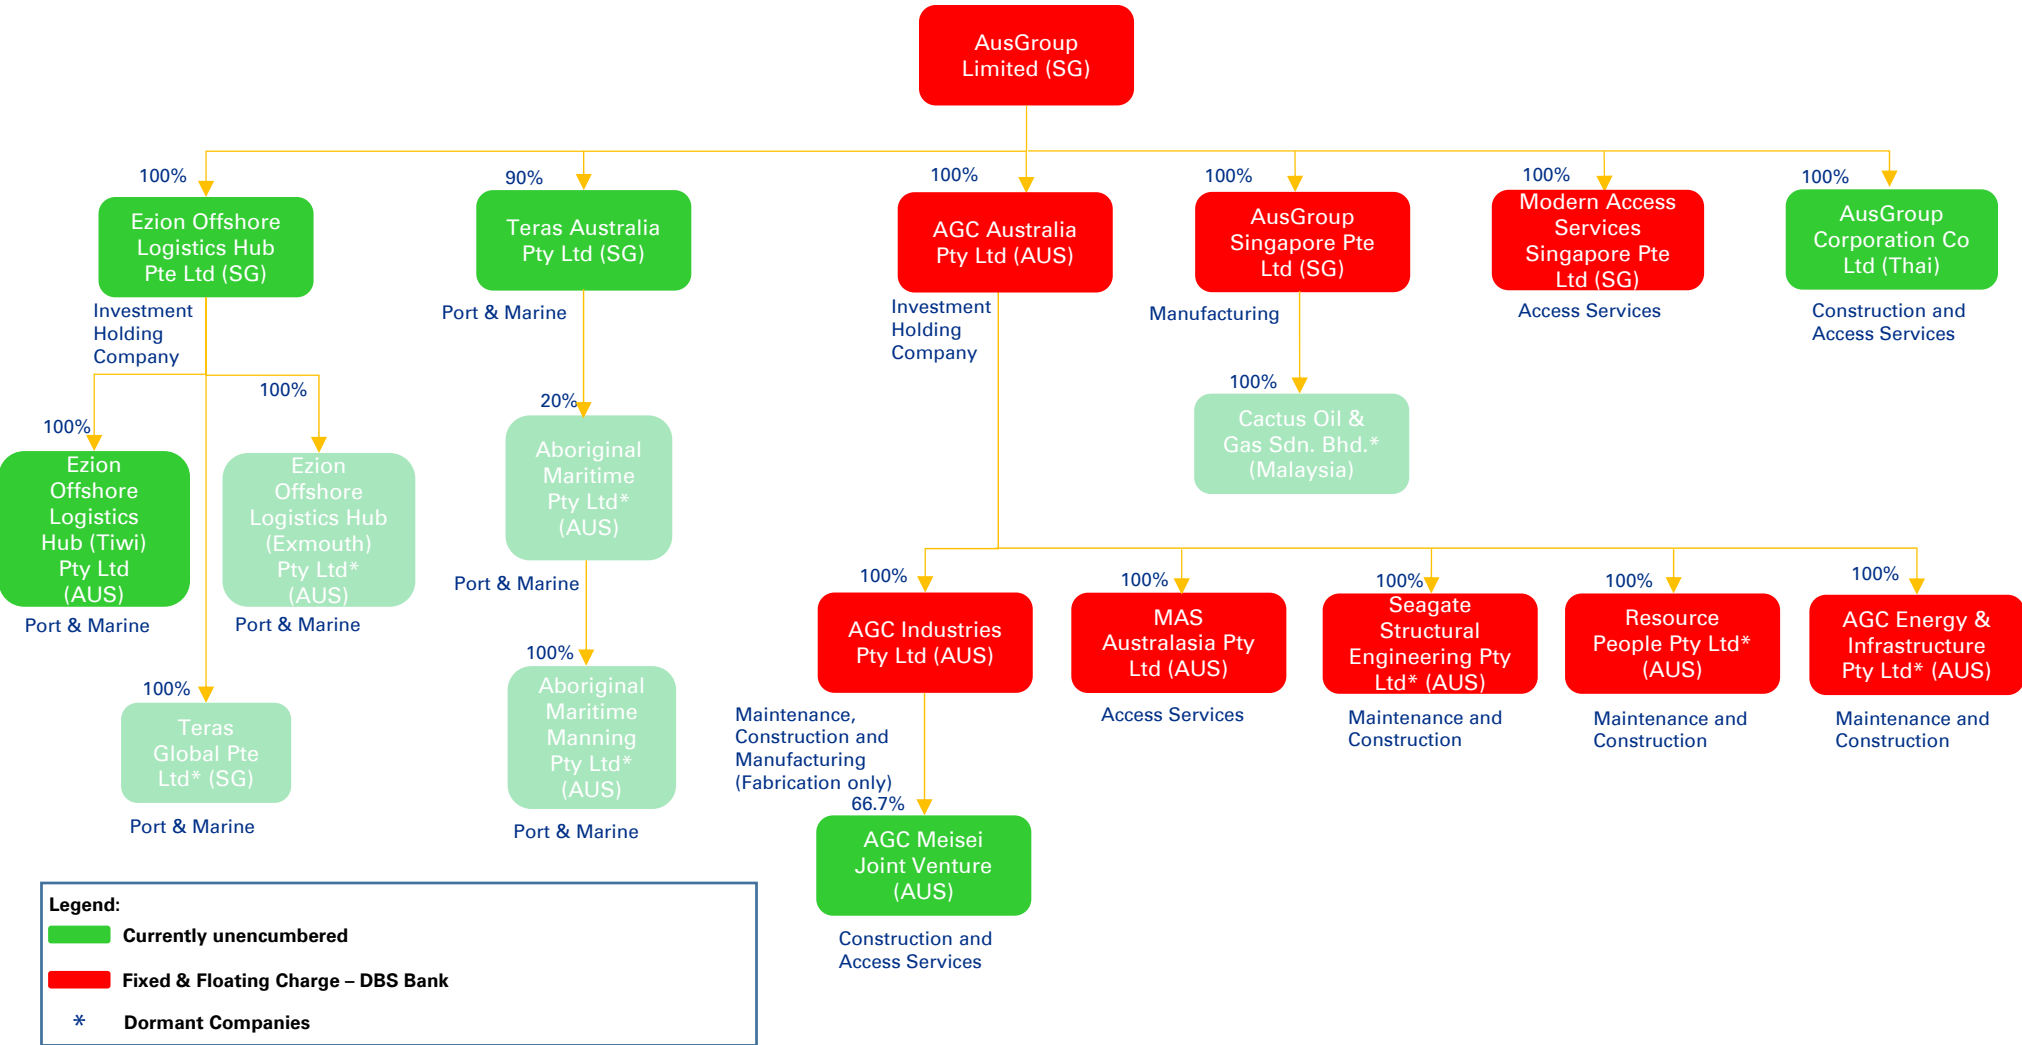 AusGroup
Limited (SG)
100%
90%
100%
100%
100%
100%
Ezion Offshore
Logistics Hub
Pte Ltd (SG)
Teras Australia
Pty Ltd (SG)
AGC Australia
Pty Ltd (AUS)
AusGroup
Singapore Pte
Ltd (SG)
Modern Access
Services
Singapore Pte
Ltd (SG)
AusGroup
Corporation Co
Ltd (Thai)
Investment
Holding
Company
Port & Marine
Investment
Holding
Company
Manufacturing
Access Services
Construction and
Access Services
100%
100%
20%
100%
Ezion
Offshore
Logistics
Hub (Tiwi)
Pty Ltd
(AUS)
Ezion
Offshore
Logistics Hub
(Exmouth)
Pty Ltd*
(AUS)
Aboriginal
Maritime
Pty Ltd*
(AUS)
Cactus Oil &
Gas Sdn. Bhd.*
(Malaysia)
Port & Marine
Port & Marine
Port & Marine
100%
100%
100%
100%
100%
AGC Industries
Pty Ltd (AUS)
MAS
Australasia Pty
Ltd (AUS)
Seagate
Structural
Engineering Pty
Ltd* (AUS)
Resource
People Pty Ltd*
(AUS)
AGC Energy &
Infrastructure
Pty Ltd* (AUS)
100%
Teras
Global Pte
Ltd* (SG)
Port & Marine
100%
Aboriginal
Maritime
Manning
Pty Ltd*
(AUS)
Port & Marine
Maintenance,
Construction and
Manufacturing
(Fabrication only)
Access Services
Maintenance and
Construction
Maintenance and
Construction
Maintenance and
Construction
66.7%
AGC Meisei
Joint Venture
(AUS)
Construction and
Access Services
Legend:
Currently unencumbered
Fixed & Floating Charge – DBS Bank
* Dormant Companies